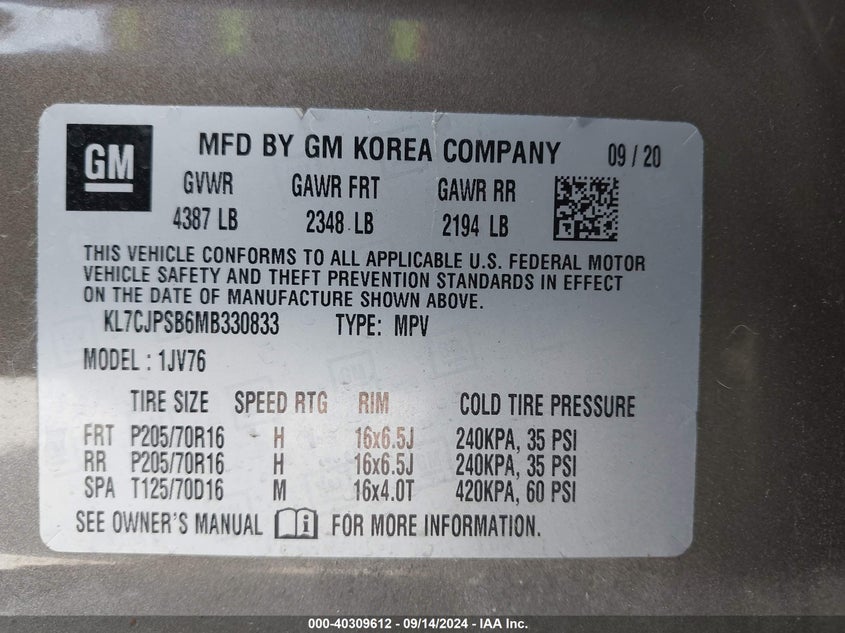 GM
MFD BY GM KOREA COMPANY 09 / 20
GVWR GAWR FRT GAWR RR
4387 LB 2348 LB 2194 LB
THIS VEHICLE CONFORMS TO ALL APPLICABLE U.S. FEDERAL MOTOR
VEHICLE SAFETY AND THEFT PREVENTION STANDARDS IN EFFECT
ON THE DATE OF MANUFACTURE SHOWN ABOVE.
KL7CJPSB6MB330833 TYPE: MPV
MODEL : 1JV76
TIRE SIZE SPEED RTG RIM COLD TIRE PRESSURE
FRT P205/70R16 H 16x6.5J 240KPA, 35 PSI
RR P205/70R16 H 16x6.5J 240KPA, 35 PSI
SPA T125/70D16 M 16x4.0T 420KPA, 60 PSI
SEE OWNER'S MANUAL i FOR MORE INFORMATION.
000-40309612 - 09/14/2024 - IAA Inc.